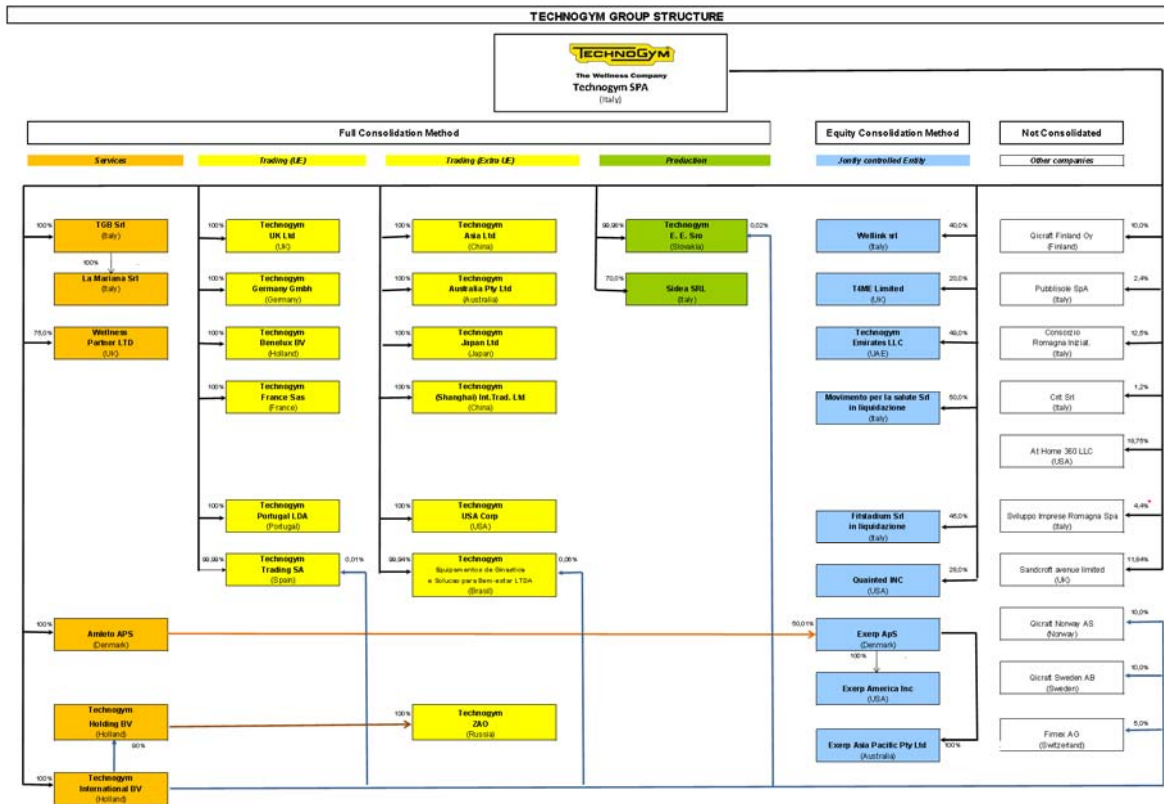 TECHNOGYM GROUP STRUCTURE
TECHNOGYM
The Wellness Company
Technogym SPA
(Italy)
Full Consolidation Method
Equity Consolidation Method
Not Consolidated
Services
Trading (UE)
Trading (Extra UE)
Production
Jontly controlled Entity
Other companies
100%
TGB Srl
(Italy)
100%
La Mariana Srl
(Italy)
75,0%
Wellness
Partner LTD
(UK)
100%
Amleto APS
(Denmark)
Technogym
Holding BV
(Holland)
90%
100%
Technogym
International BV
(Holland)
100%
Technogym
UK Ltd
(UK)
100%
Technogym
Germany Gmbh
(Germany)
100%
Technogym
Benelux BV
(Holland)
100%
Technogym
France Sas
(France)
100%
Technogym
Portugal LDA
(Portugal)
99,99%
Technogym
Trading SA
(Spain)
0,01%
100%
Technogym
Asia Ltd
(China)
100%
Technogym
Australia Pty Ltd
(Australia)
100%
Technogym
Japan Ltd
(Japan)
100%
Technogym
(Shanghai) Int.Trad. Ltd
(China)
100%
Technogym
USA Corp
(USA)
99,94%
Technogym
Equipamentos de Ginastica
e Solucao para Bem-estar LTDA
(Brasil)
0,06%
100%
Technogym
ZAO
(Russia)
99,98%
Technogym
E. E. Sro
(Slovakia)
0,02%
70,0%
Sidea SRL
(Italy)
Wellink srl
(Italy)
40,0%
T4ME Limited
(UK)
20,0%
Technogym
Emirates LLC
(UAE)
49,0%
Movimento per la salute Srl
in liquidazione
(Italy)
50,0%
Fitstadium Srl
in liquidazione
(Italy)
45,0%
Quainted INC
(USA)
50,01%
Exerp ApS
(Denmark)
100%
Exerp America Inc
(USA)
Exerp Asia Pacific Pty Ltd
(Australia)
100%
Qicraft Finland Oy
(Finland)
10,0%
Pubblisole SpA
(Italy)
2,4%
Consorzio
Romagna Iniziat.
(Italy)
12,5%
Crit Srl
(Italy)
1,2%
At Home 360 LLC
(USA)
Sviluppo Imprese Romagna Spa
(Italy)
4,4%*
Sandcroft avenue limited
(UK)
11,94%
Qicraft Norway AS
(Norway)
10,0%
Qicraft Sweden AB
(Sweden)
10,0%
Fimex AG
(Switzerland)
5,0%